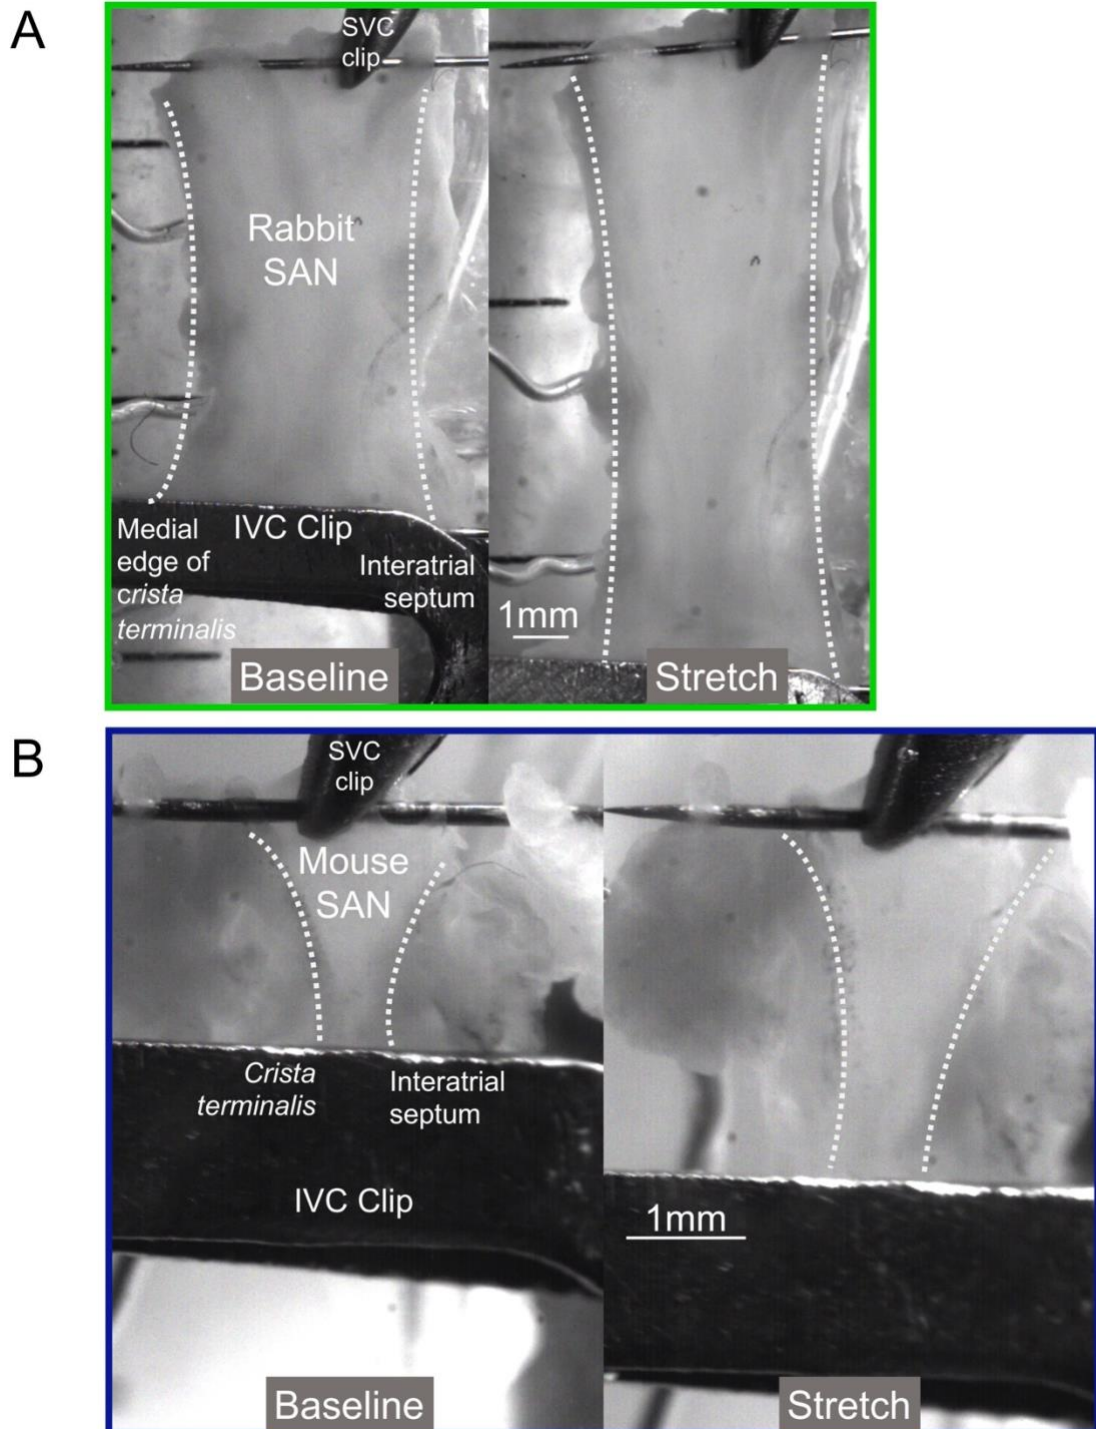 A
SVC
clip
Rabbit
SAN
Medial
edge of
crista
terminalis
IVC Clip
Interatrial
septum
Baseline
1mm
Stretch
B
SVC
clip
Mouse
SAN
Crista
terminalis
Interatrial
septum
IVC Clip
Baseline
1mm
Stretch